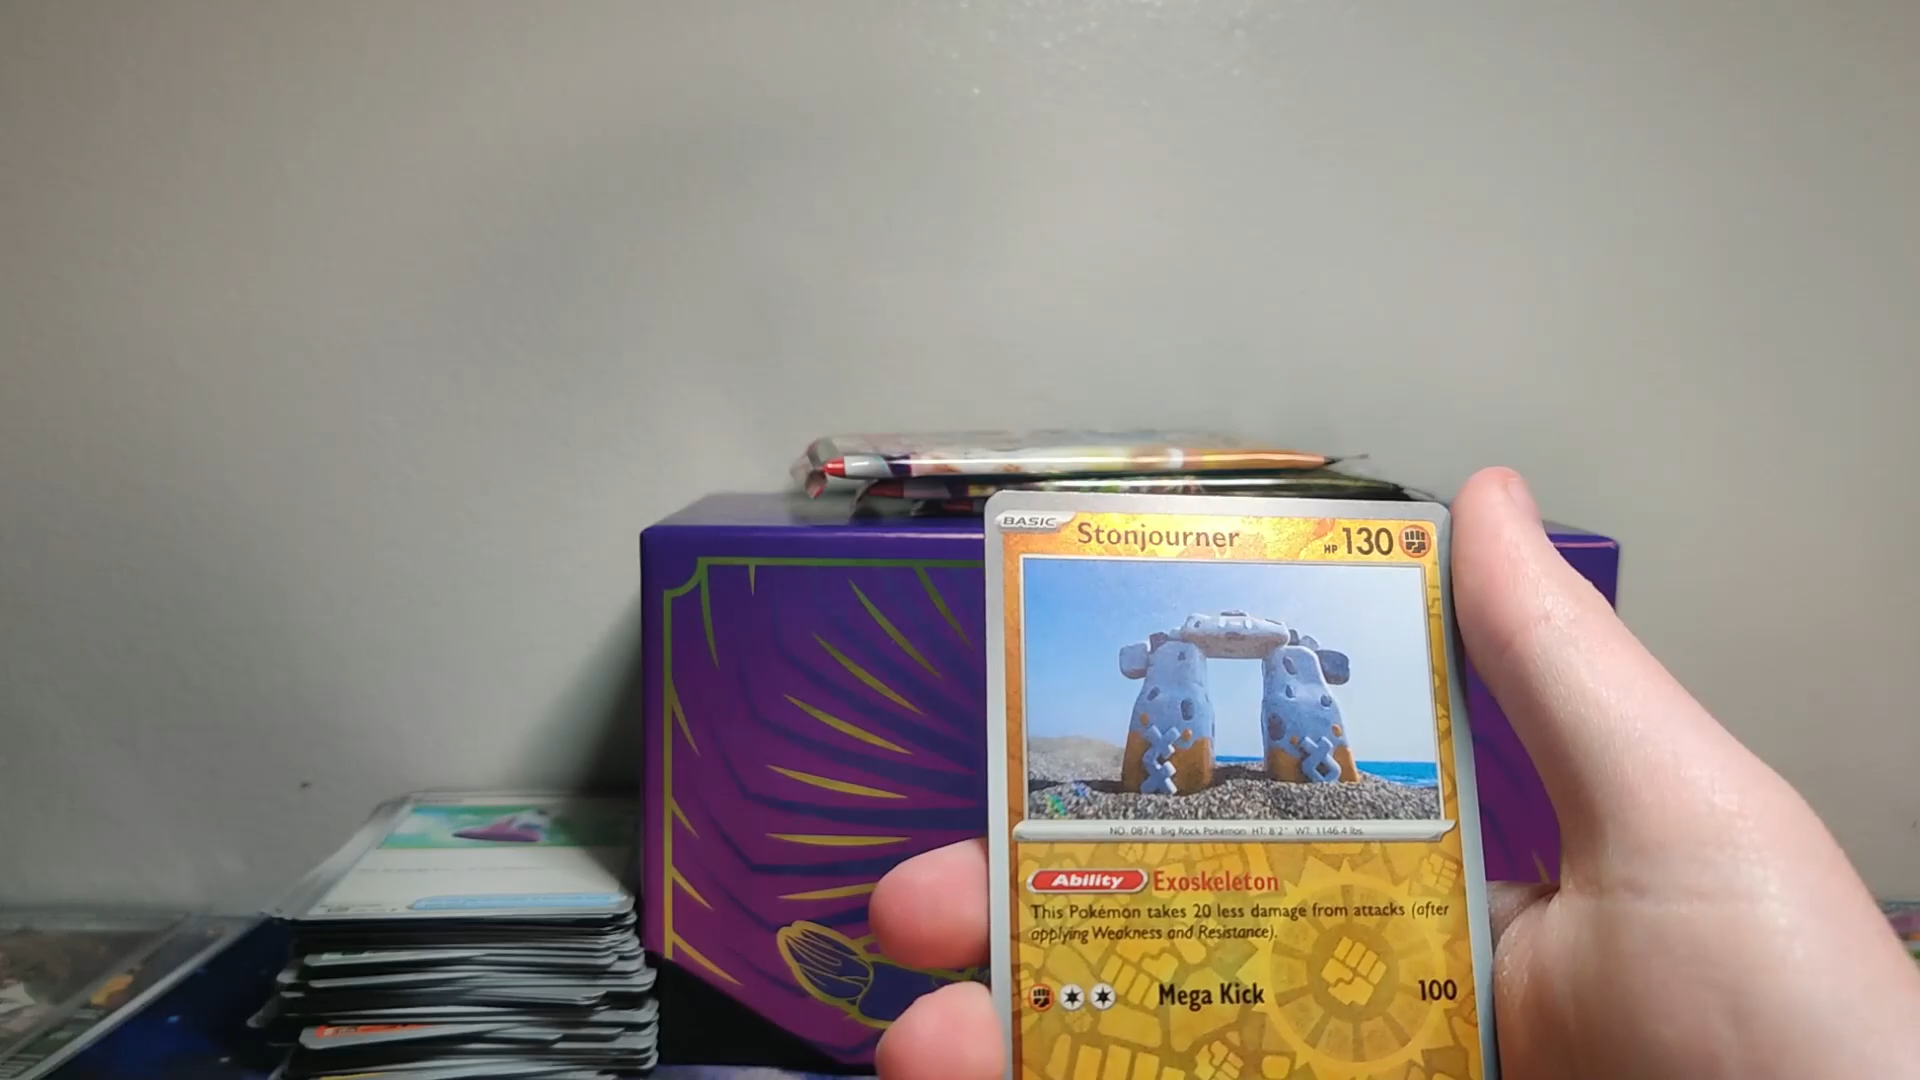 BASIC Stonjourner HP 130
NO. 0874 Big Rock Pokémon HT: 8'2" WT: 1146.4 lbs.
Ability Exoskeleton
This Pokémon takes 20 less damage from attacks (after
applying Weakness and Resistance).
Mega Kick 100